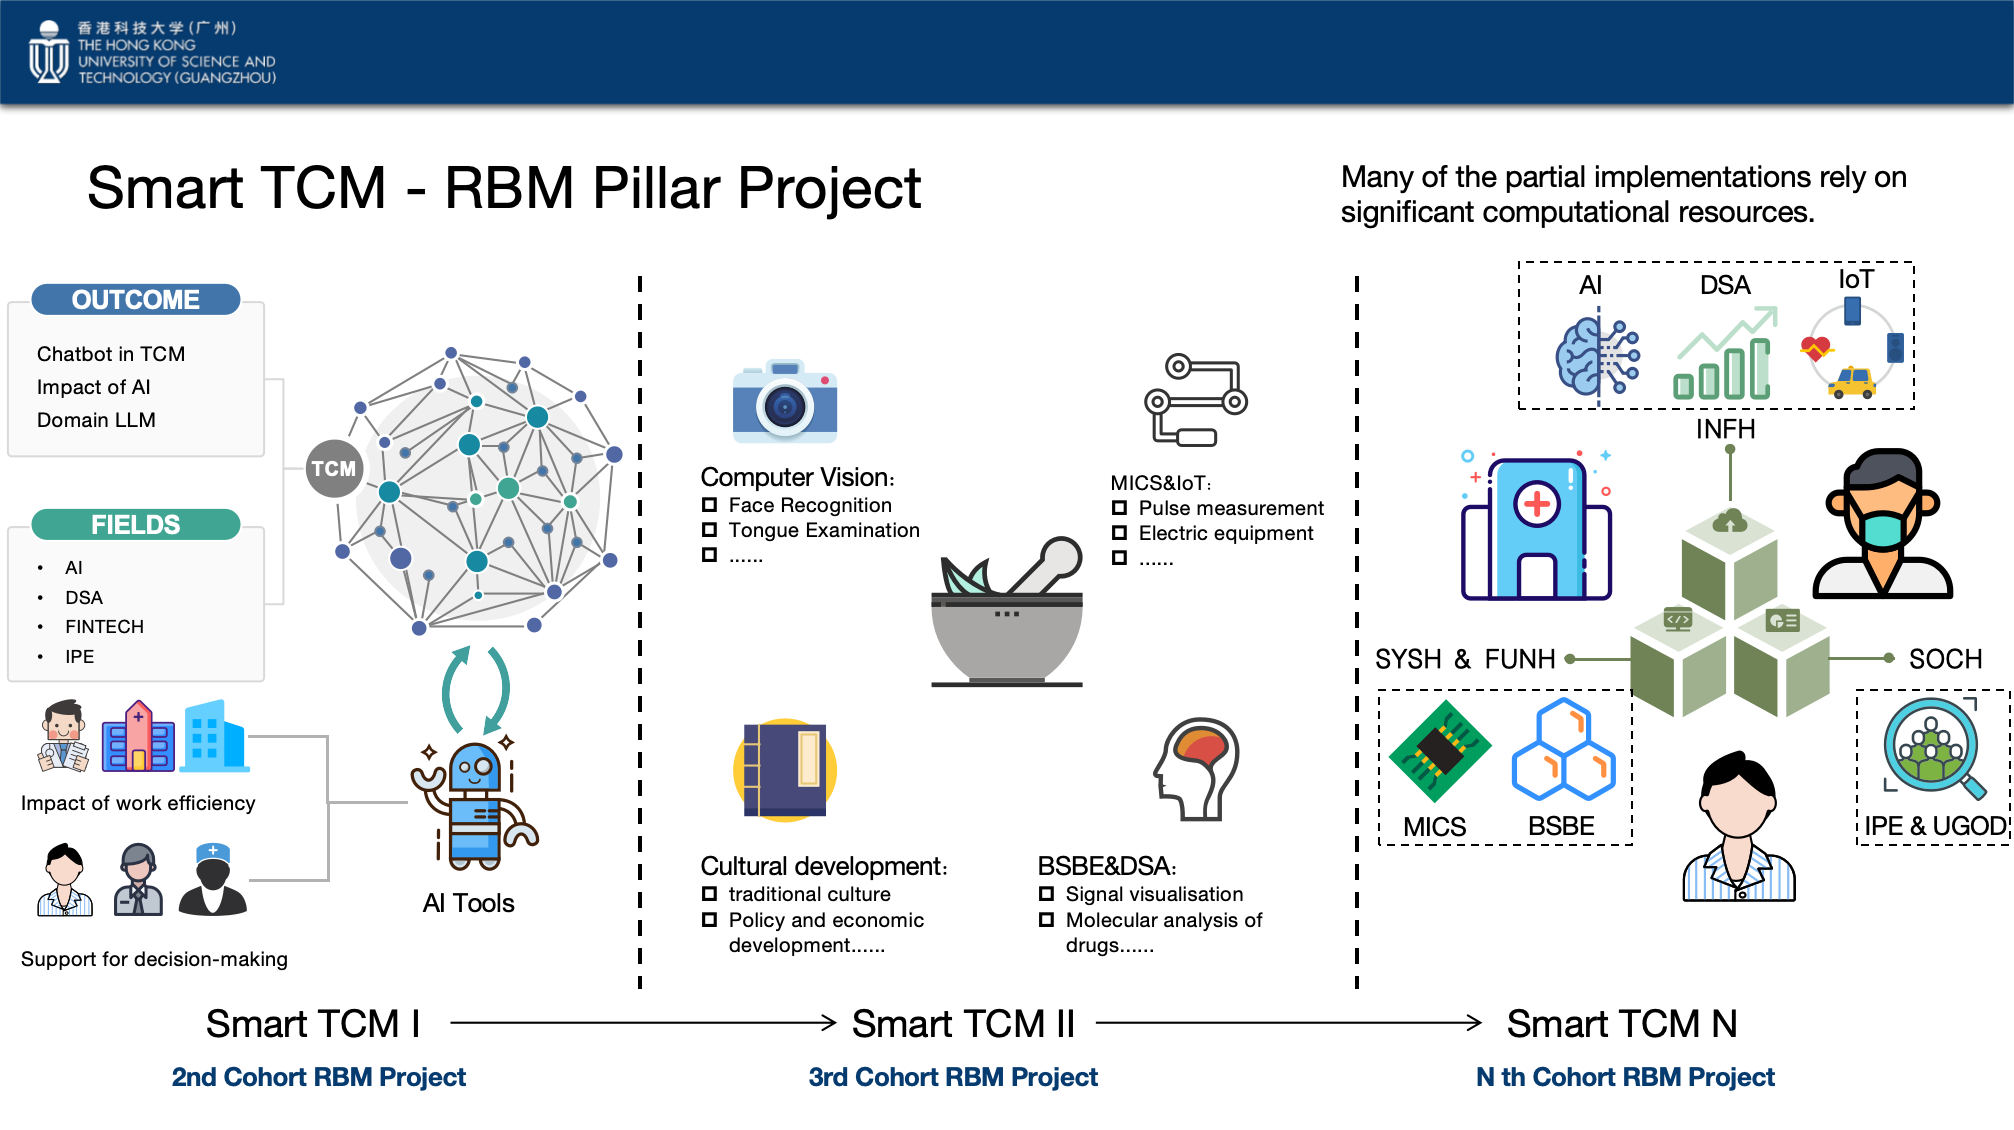 香港科技大学(广州)
THE HONG KONG
UNIVERSITY OF SCIENCE AND
TECHNOLOGY (GUANGZHOU)
Smart TCM - RBM Pillar Project
Many of the partial implementations rely on
significant computational resources.
OUTCOME
Chatbot in TCM
Impact of AI
Domain LLM
TCM
FIELDS
• AI
• DSA
• FINTECH
• IPE
Impact of work efficiency
Support for decision-making
AI Tools
Computer Vision:
Face Recognition
Tongue Examination
......
MICS&IoT:
Pulse measurement
Electric equipment
......
Cultural development:
traditional culture
Policy and economic
development......
BSBE&DSA:
Signal visualisation
Molecular analysis of
drugs......
AI
DSA
IoT
INFH
SYSH & FUNH
SOCH
MICS
BSBE
IPE & UGOD
Smart TCM I
Smart TCM II
Smart TCM N
2nd Cohort RBM Project
3rd Cohort RBM Project
N th Cohort RBM Project